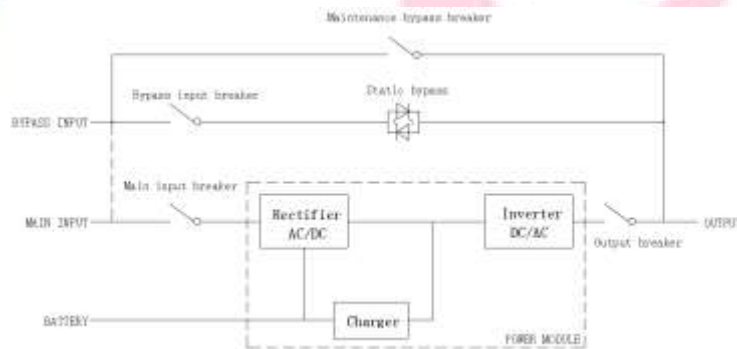 Maintenance bypass breaker
Bypass input breaker
Static bypass
BYPASS INPUT
Main input breaker
MAIN INPUT
Rectifier
AC/DC
Inverter
DC/AC
OUTPUT
Output breaker
BATTERY
Charger
POWER MODULE